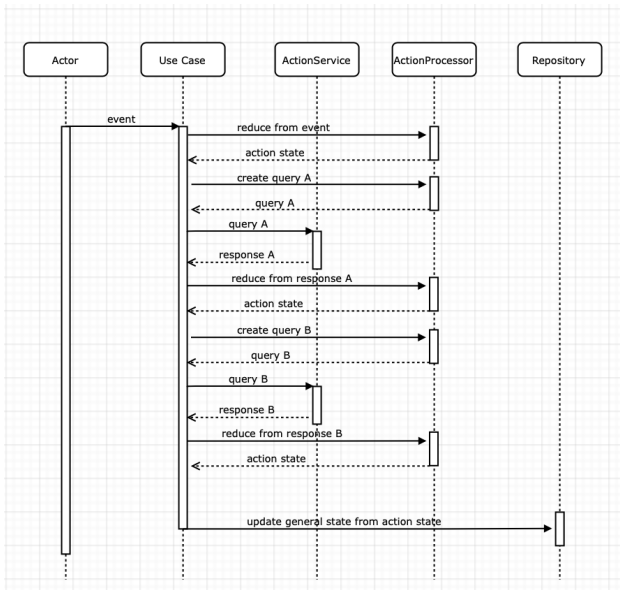 Actor
Use Case
ActionService
ActionProcessor
Repository
event
reduce from event
action state
create query A
query A
query A
response A
reduce from response A
action state
create query B
query B
query B
response B
reduce from response B
action state
update general state from action state